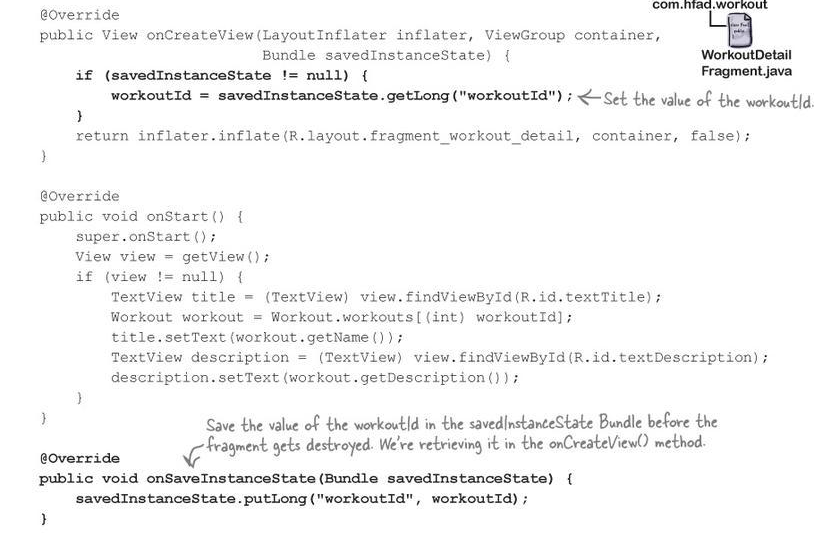 com.hfad.workout
@Override
public View onCreateView(LayoutInflater inflater, ViewGroup container,
Bundle savedInstanceState) {
WorkoutDetail
Fragment.java
if (savedInstanceState != null) {
workoutId = savedInstanceState.getLong("workoutId");
Set the value of the workoutId.
}
return inflater.inflate(R.layout.fragment_workout_detail, container, false);
}
@Override
public void onStart() {
super.onStart();
View view = getView();
if (view != null) {
TextView title = (TextView) view.findViewById(R.id.textTitle);
Workout workout = Workout.workouts[(int) workoutId];
title.setText(workout.getName());
TextView description = (TextView) view.findViewById(R.id.textDescription);
description.setText(workout.getDescription());
}
}
Save the value of the workoutId in the savedInstanceState Bundle before the
fragment gets destroyed. We're retrieving it in the onCreateView() method.
@Override
public void onSaveInstanceState(Bundle savedInstanceState) {
savedInstanceState.putLong("workoutId", workoutId);
}